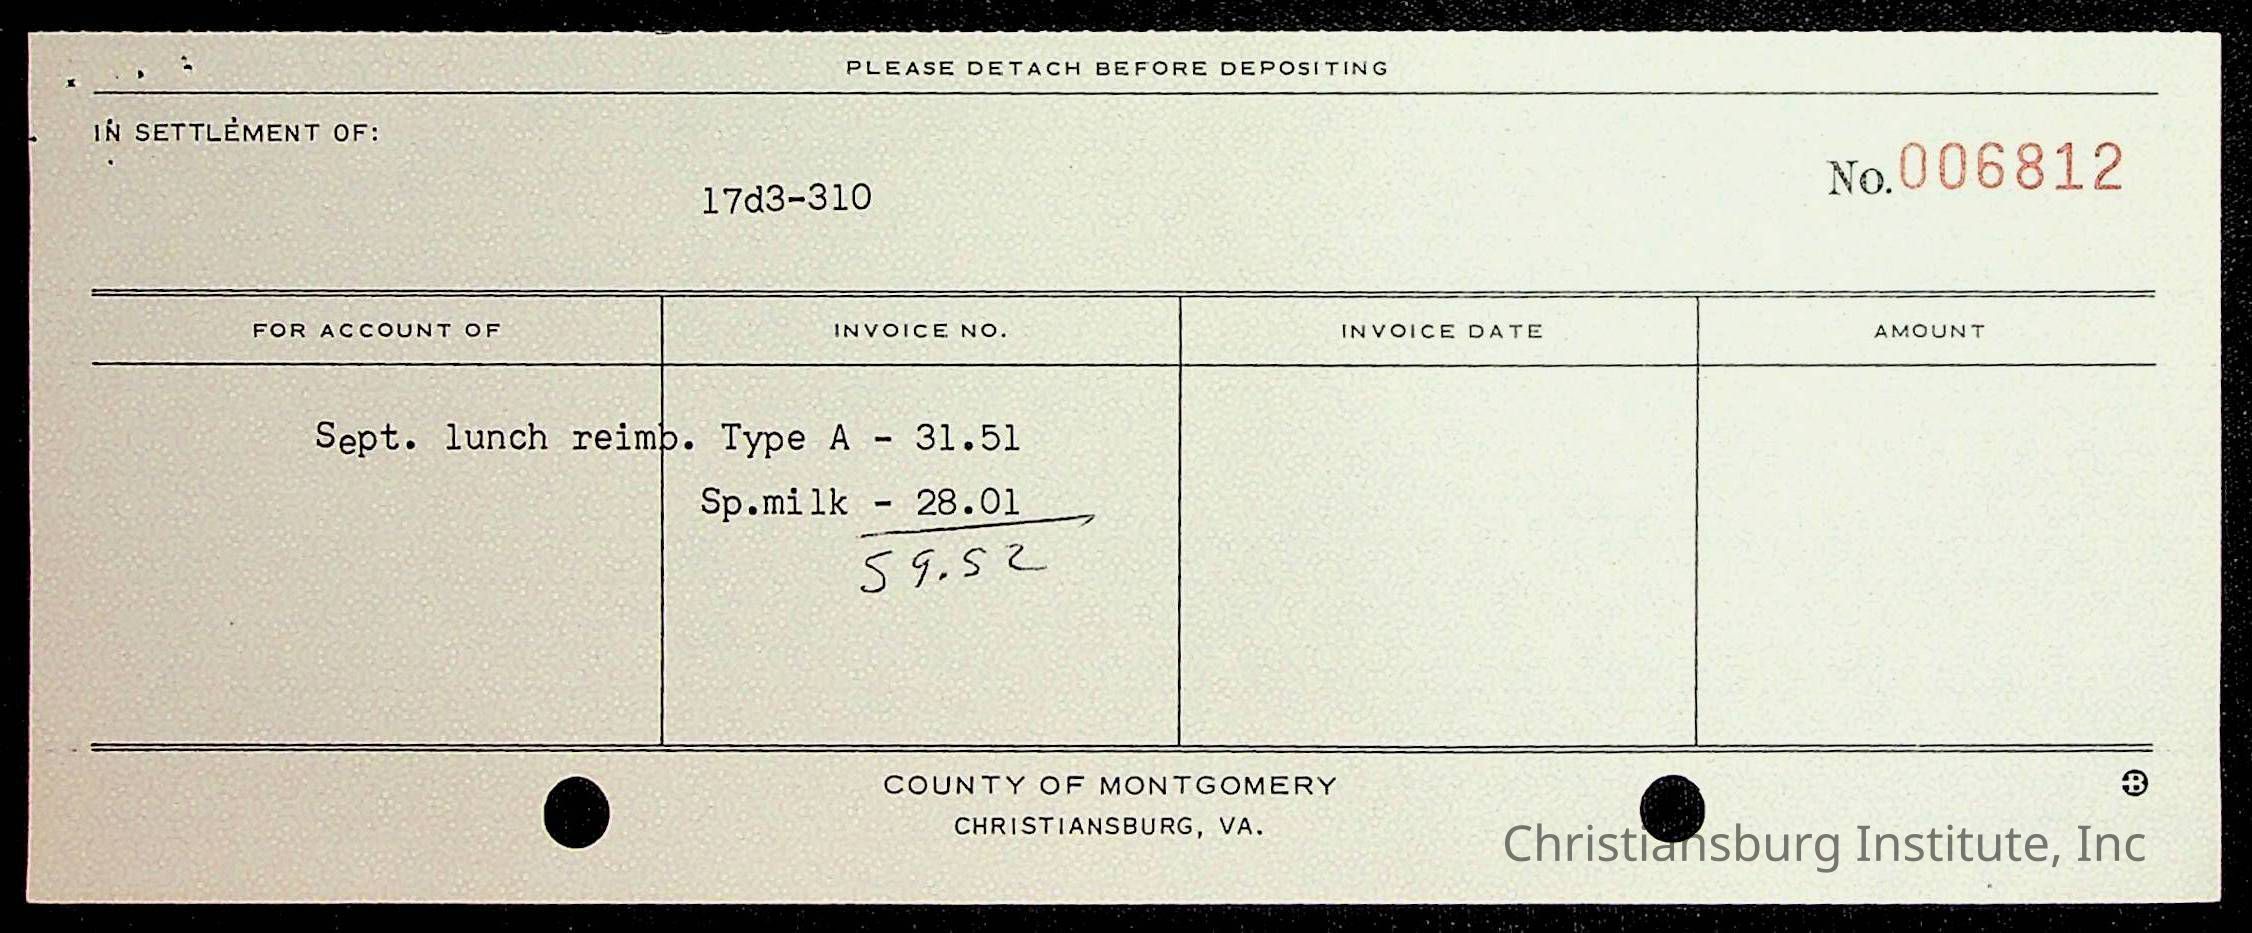 PLEASE DETACH BEFORE DEPOSITING
IN SETTLEMENT OF:
No. 006812
17d3-310
FOR ACCOUNT OF INVOICE NO. INVOICE DATE AMOUNT
Sept. lunch reimb. Type A - 31.51
Sp.milk - 28.01
59.52
COUNTY OF MONTGOMERY
B
CHRISTIANSBURG, VA.
Christiansburg Institute, Inc